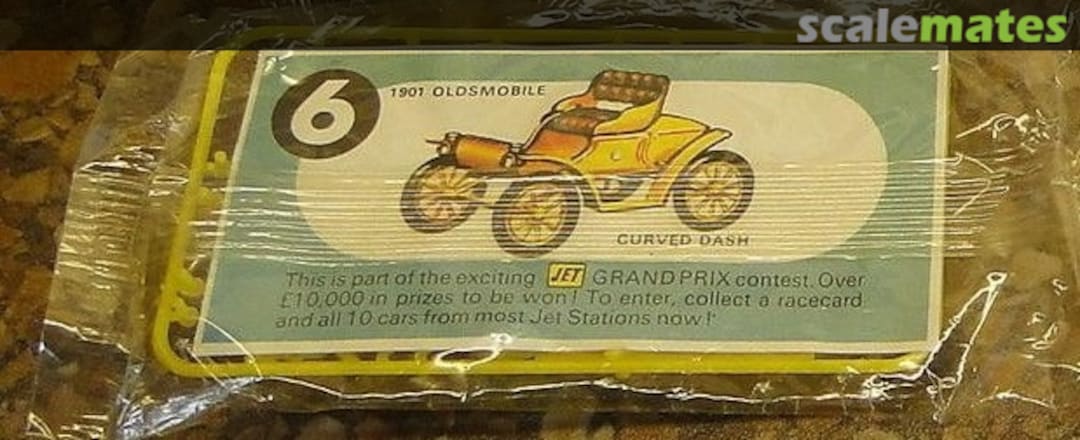 scalemates
6
1901 OLDSMOBILE
CURVED DASH
This is part of the exciting JET GRAND PRIX contest. Over
£10,000 in prizes to be won! To enter, collect a racecard
and all 10 cars from most Jet Stations now!